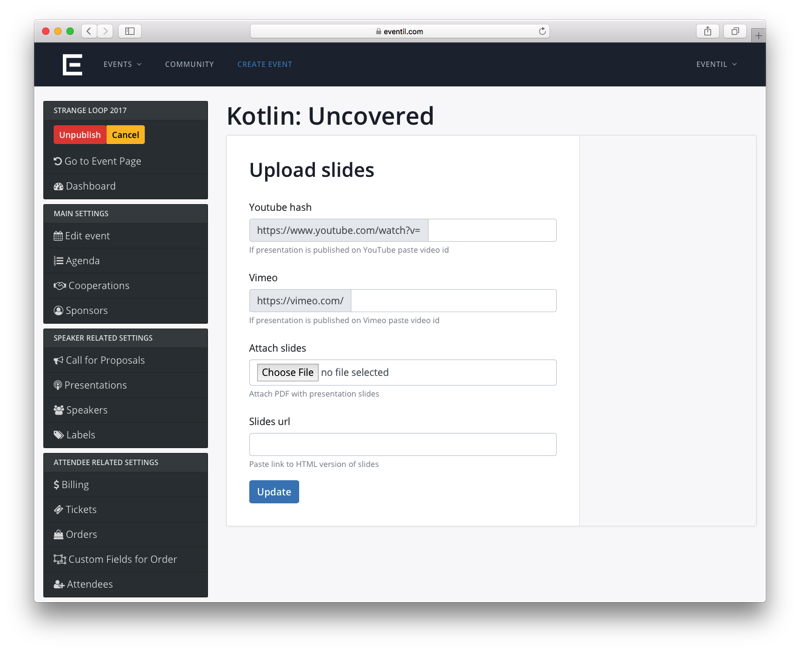 eventil.com
EVENTS
COMMUNITY
CREATE EVENT
EVENTIL
STRANGE LOOP 2017
Unpublish Cancel
Go to Event Page
Dashboard
MAIN SETTINGS
Edit event
Agenda
Cooperations
Sponsors
SPEAKER RELATED SETTINGS
Call for Proposals
Presentations
Speakers
Labels
ATTENDEE RELATED SETTINGS
Billing
Tickets
Orders
Custom Fields for Order
Attendees
Kotlin: Uncovered
Upload slides
Youtube hash
https://www.youtube.com/watch?v=
If presentation is published on YouTube paste video id
Vimeo
https://vimeo.com/
If presentation is published on Vimeo paste video id
Attach slides
Choose File no file selected
Attach PDF with presentation slides
Slides url
Paste link to HTML version of slides
Update